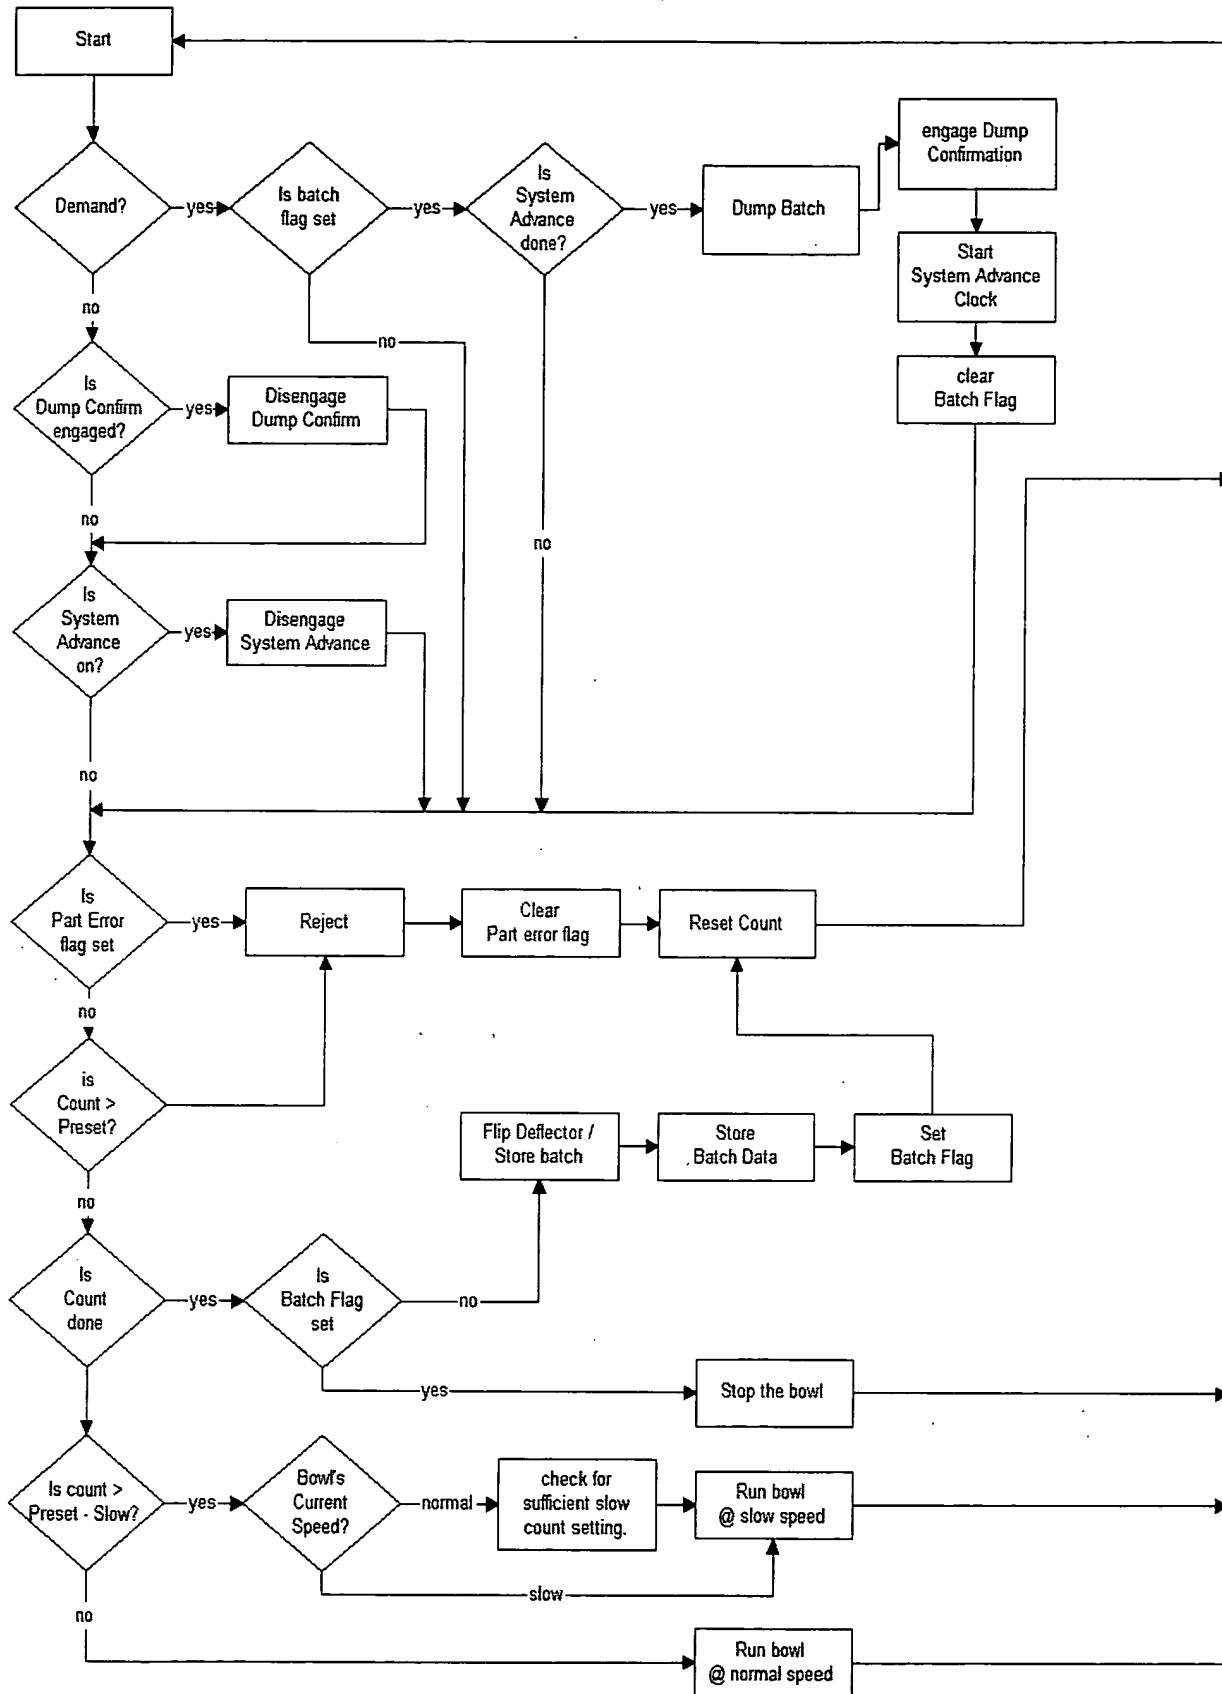 Start
engage Dump
Confirmation
Demand?
yes
Is batch
flag set
yes
Is
System
Advance
done?
yes
Dump Batch
Start
System Advance
Clock
no
no
clear
Batch Flag
Is
Dump Confirm
engaged?
yes
Disengage
Dump Confirm
no
no
Is
System
Advance
on?
yes
Disengage
System Advance
no
Is
Part Error
flag set
yes
Reject
Clear
Part error flag
Reset Count
no
is
Count >
Preset?
Flip Deflector /
Store batch
Store
Batch Data
Set
Batch Flag
no
Is
Count
done
yes
Is
Batch Flag
set
no
yes
Stop the bowl
Is count >
Preset - Slow?
yes
Bowl's
Current
Speed?
normal
check for
sufficient slow
count setting.
Run bowl
@ slow speed
slow
no
Run bowl
@ normal speed